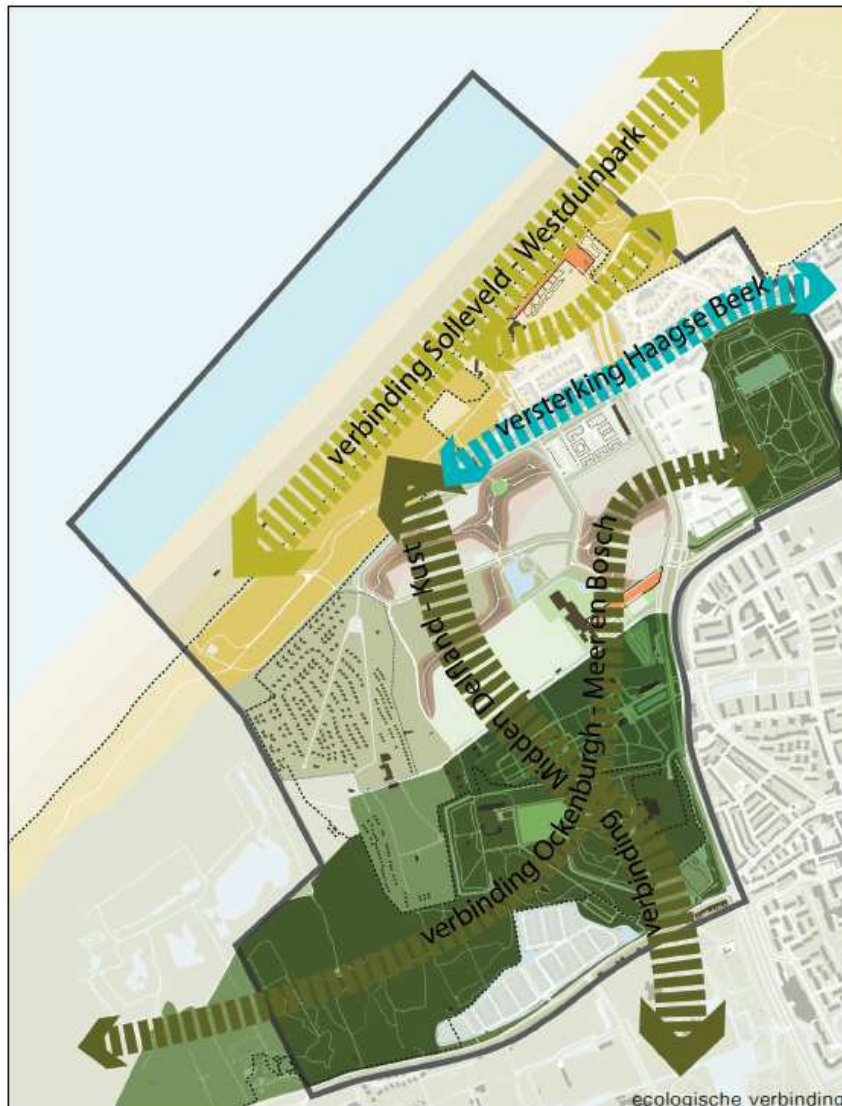 verbinding Solleveld - Westduinpark
versterking Haagse Beek
verbinding Midden Delfland - Kust
verbinding Ockenburgh - Meer en Bosch
ecologische verbinding